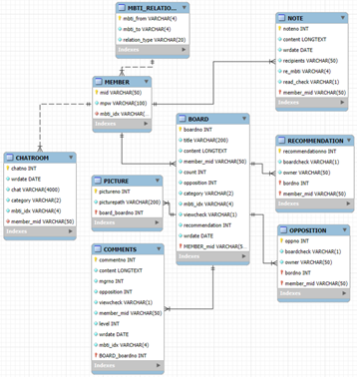 MBTI_RELATIO...
mbti_from VARCHAR(4)
mbti_to VARCHAR(4)
relation_type VARCHAR(20)
Indexes
NOTE
noteno INT
content LONGTEXT
wrdate DATE
recipients VARCHAR(50)
re_mbti VARCHAR(4)
read_check VARCHAR(1)
member_mid VARCHAR(50)
Indexes
MEMBER
mid VARCHAR(50)
mpw VARCHAR(100)
mbti_idx VARCHAR(...
Indexes
BOARD
boardno INT
title VARCHAR(200)
content LONGTEXT
member_mid VARCHAR(50)
count INT
opposition INT
category VARCHAR(2)
mbti_idx VARCHAR(4)
viewcheck VARCHAR(1)
recommendation INT
wrdate DATE
MEMBER_mid VARCHAR(5...
Indexes
RECOMMENDATION
recommendationno INT
boardcheck VARCHAR(1)
owner VARCHAR(50)
bordno INT
member_mid VARCHAR(50)
Indexes
CHATROOM
chatno INT
wrdate DATE
chat VARCHAR(4000)
category VARCHAR(2)
mbti_idx VARCHAR(4)
member_mid VARCHAR(50)
Indexes
PICTURE
pictureno INT
picturepath VARCHAR(200)
board_boardno INT
Indexes
OPPOSITION
oppno INT
boardcheck VARCHAR(1)
owner VARCHAR(50)
bordno INT
member_mid VARCHAR(50)
Indexes
COMMENTS
commentno INT
content LONGTEXT
mgrno INT
opposition INT
viewcheck VARCHAR(1)
member_mid VARCHAR(50)
level INT
wrdate DATE
mbti_idx VARCHAR(4)
BOARD_boardno INT
Indexes